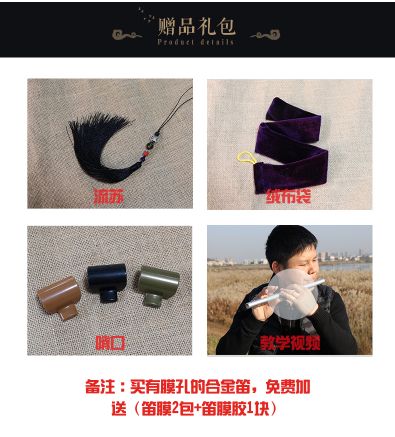 赠品礼包
Product details
流苏
绒布袋
嘴口
教学视频
备注：买有膜孔的合金笛，免费加
送（笛膜2包+笛膜胶1块）